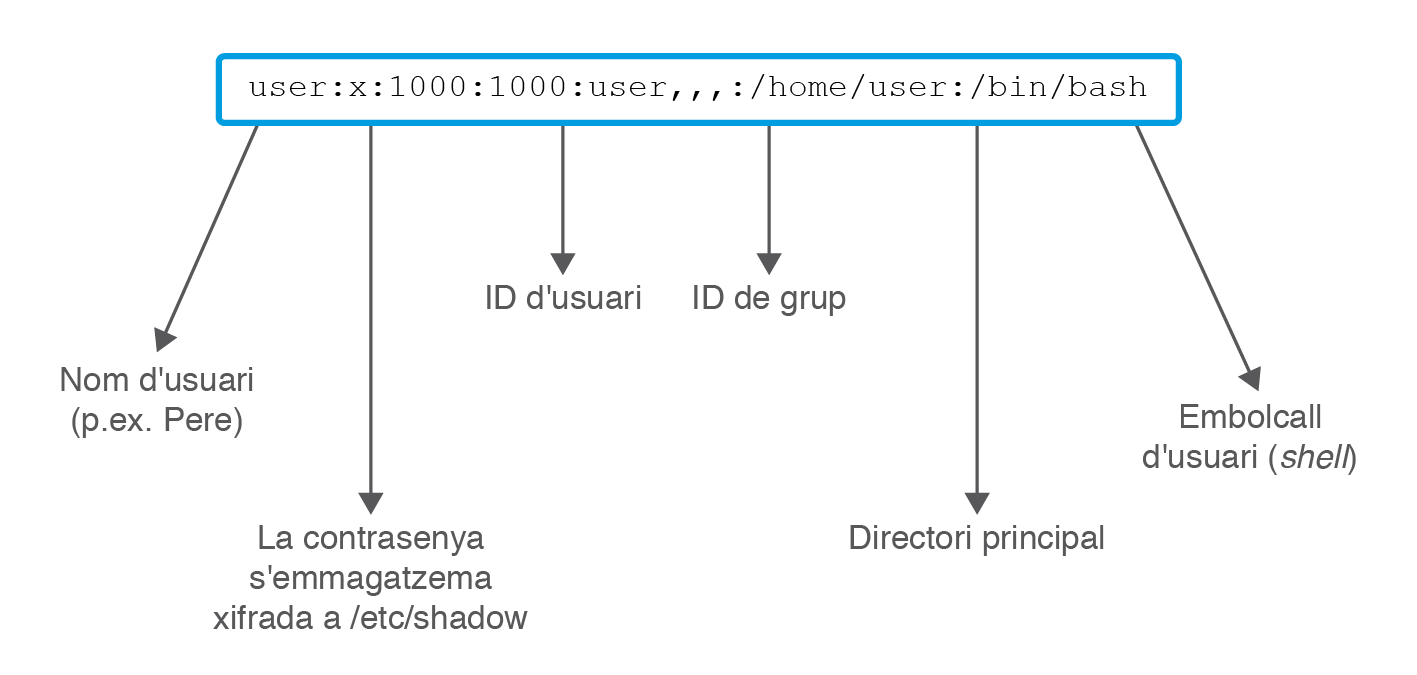 user:x:1000:1000:user,,,:/home/user:/bin/bash
ID d'usuari
ID de grup
Nom d'usuari
(p.ex. Pere)
Embolcall
d'usuari (shell)
La contrasenya
s'emmagatzema
xifrada a /etc/shadow
Directori principal